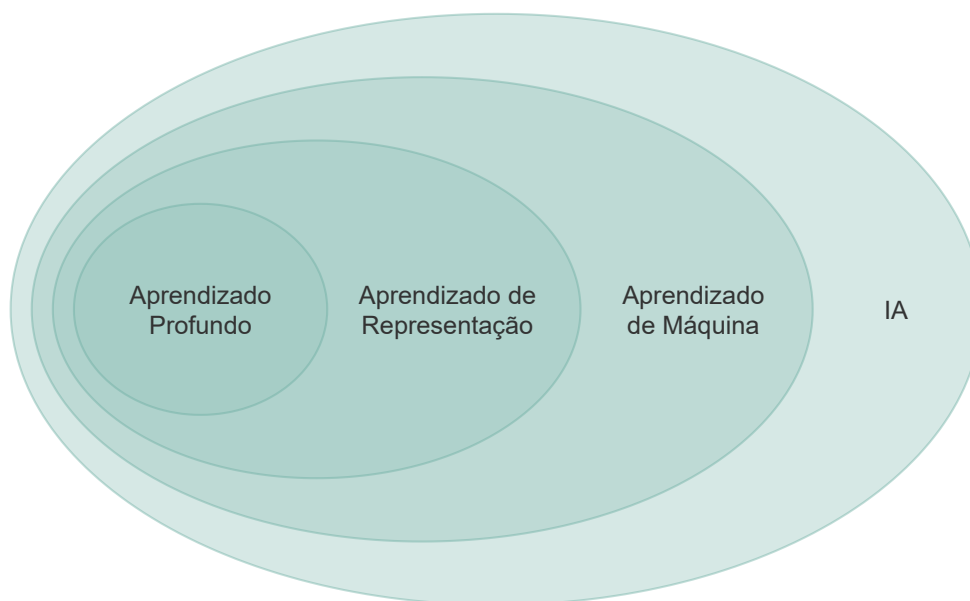 Aprendizado
Profundo
Aprendizado de
Representação
Aprendizado
de Máquina
IA